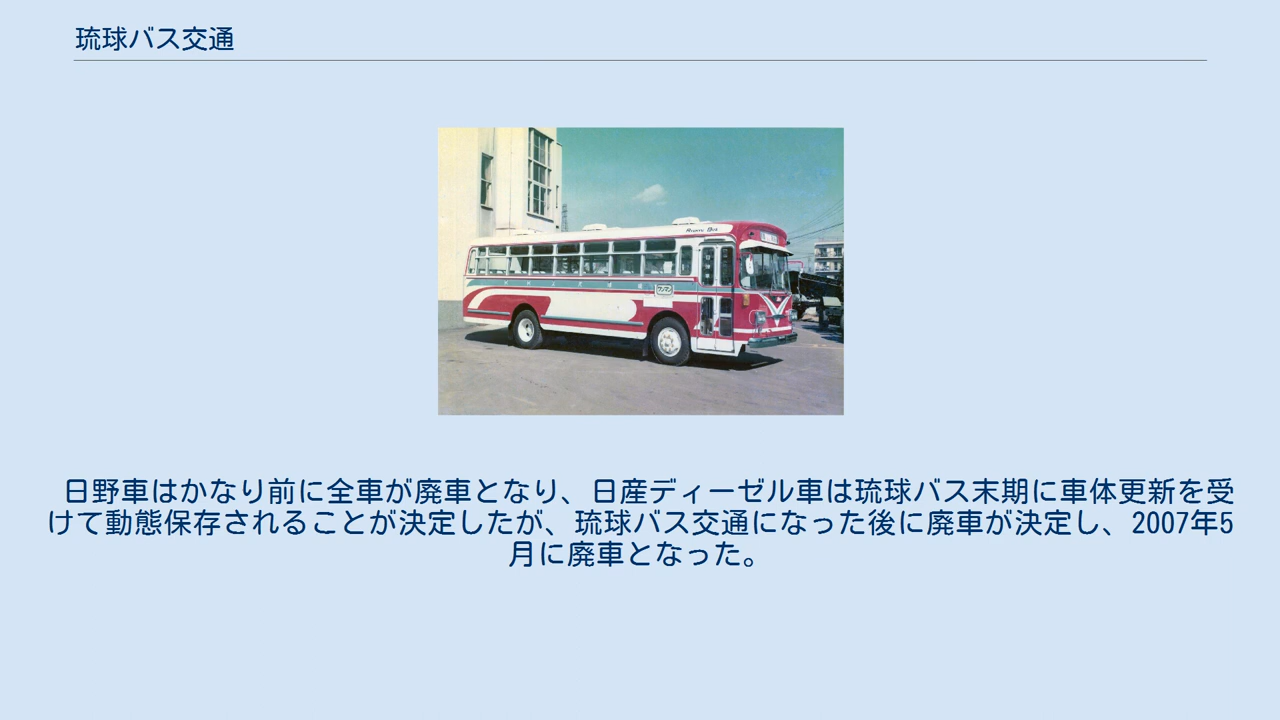 琉球バス交通
日野車はかなり前に全車が廃車となり、日産ディーゼル車は琉球バス末期に車体更新を受
けて動態保存されることが決定したが、琉球バス交通になった後に廃車が決定し、2007年5
月に廃車となった。